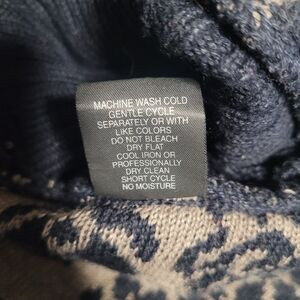 MACHINE WASH COLD
GENTLE CYCLE
SEPARATELY OR WITH
LIKE COLORS
DO NOT BLEACH
DRY FLAT
COOL IRON OR
PROFESSIONALLY
DRY CLEAN
SHORT CYCLE
NO MOISTURE